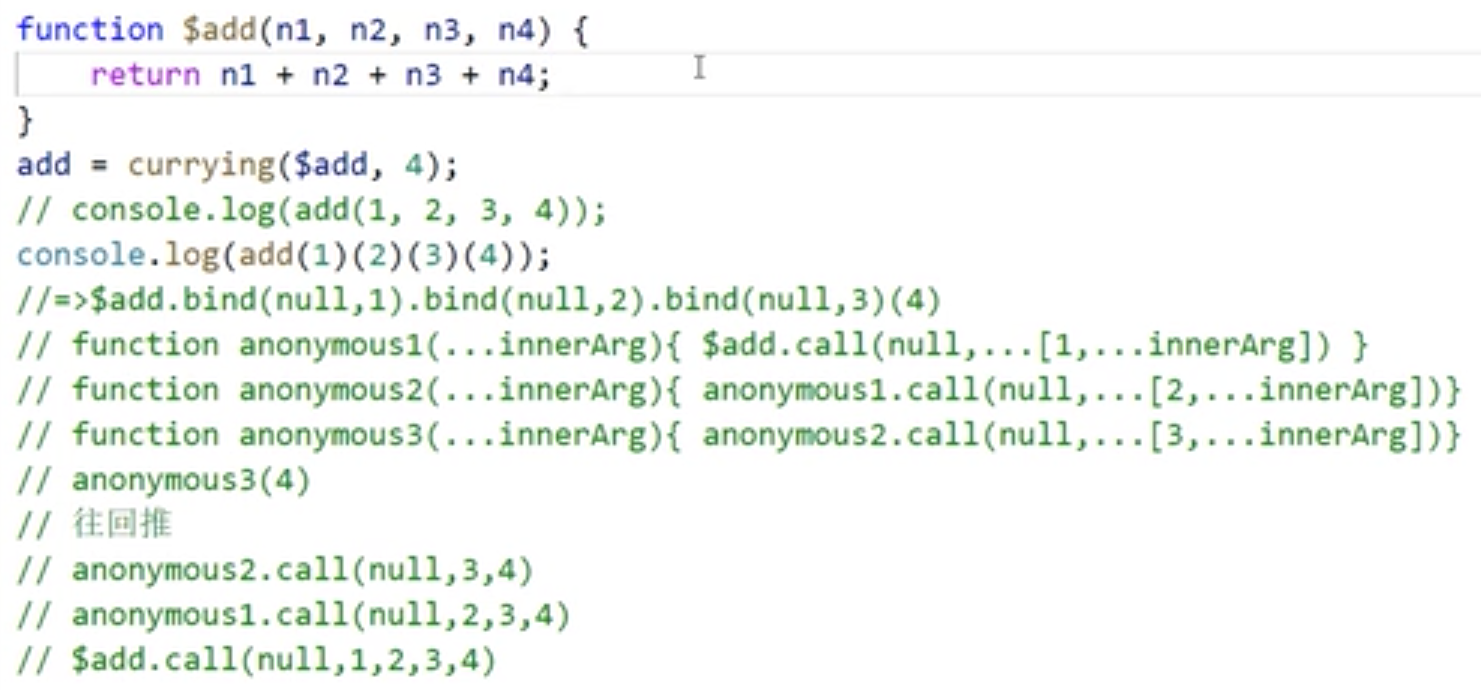 function $add(n1, n2, n3, n4) {
    return n1 + n2 + n3 + n4;
}
add = currying($add, 4);
// console.log(add(1, 2, 3, 4));
console.log(add(1)(2)(3)(4));
//=>$add.bind(null,1).bind(null,2).bind(null,3)(4)
// function anonymous1(...innerArg){ $add.call(null,...[1,...innerArg]) }
// function anonymous2(...innerArg){ anonymous1.call(null,...[2,...innerArg])}
// function anonymous3(...innerArg){ anonymous2.call(null,...[3,...innerArg])}
// anonymous3(4)
// 往回推
// anonymous2.call(null,3,4)
// anonymous1.call(null,2,3,4)
// $add.call(null,1,2,3,4)